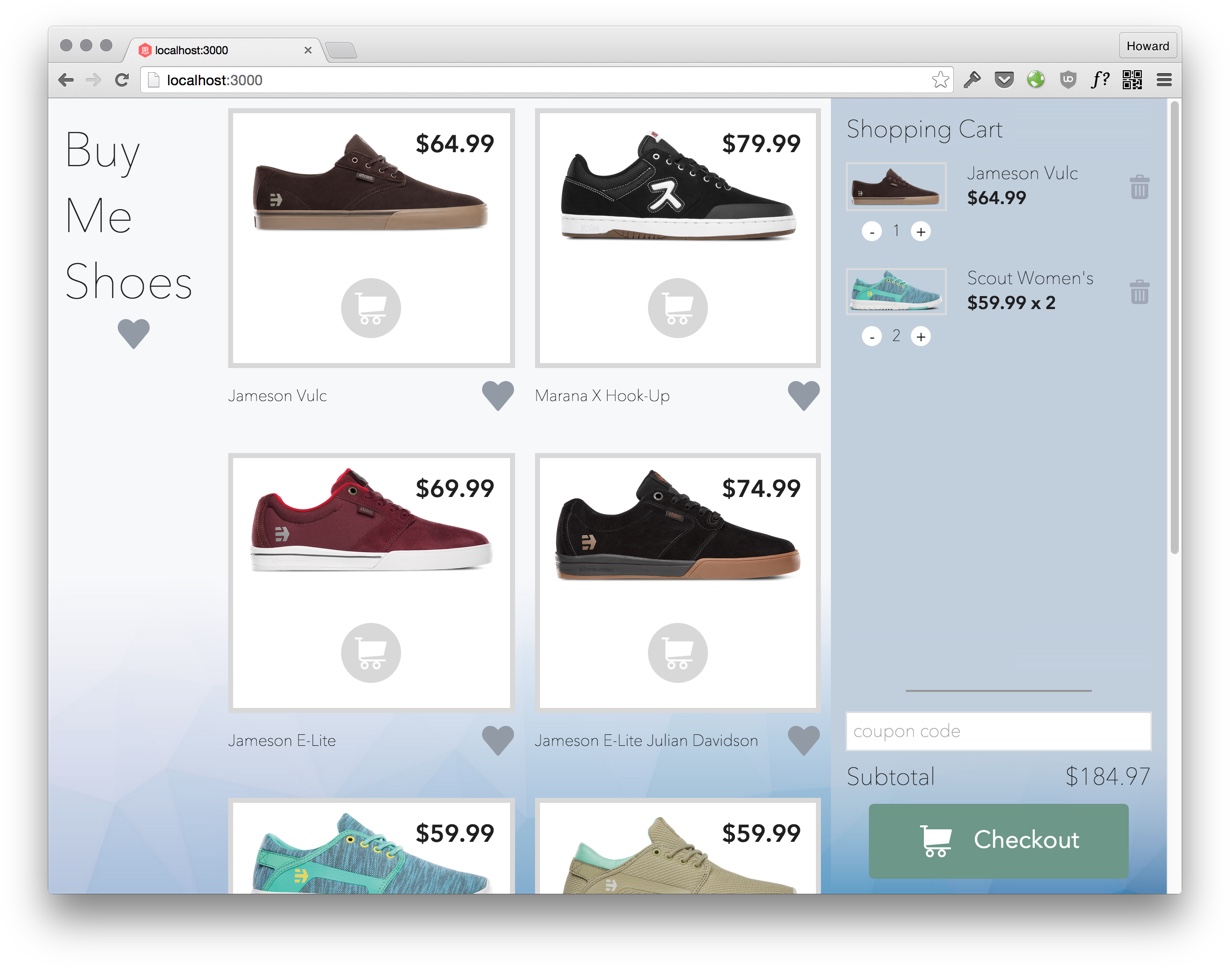 localhost:3000
Howard
localhost:3000
f?
Buy
Me
Shoes
$64.99
Jameson Vulc
$79.99
Marana X Hook-Up
$69.99
Jameson E-Lite
$74.99
Jameson E-Lite Julian Davidson
$59.99
$59.99
Shopping Cart
Jameson Vulc
$64.99
- 1 +
Scout Women's
$59.99 x 2
- 2 +
coupon code
Subtotal $184.97
Checkout